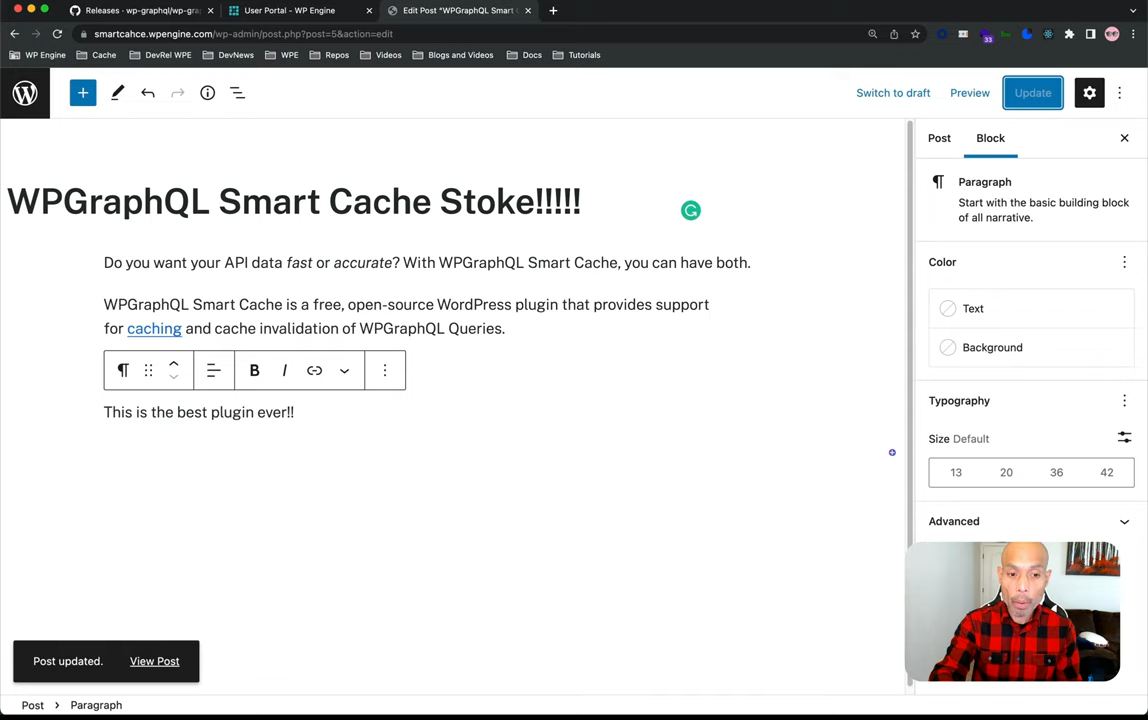 Releases · wp-graphql/wp-gra
User Portal - WP Engine
Edit Post “WPGraphQL Smart
smartcahce.wpengine.com/wp-admin/post.php?post=5&action=edit
33
WP Engine
Cache
DevRel WPE
DevNews
WPE
Repos
Videos
Blogs and Videos
Docs
Tutorials
Switch to draft
Preview
Update
Post
Block
Paragraph
Start with the basic building block
of all narrative.
WPGraphQL Smart Cache Stoke!!!!!
Do you want your API data fast or accurate? With WPGraphQL Smart Cache, you can have both.
WPGraphQL Smart Cache is a free, open-source WordPress plugin that provides support
for caching and cache invalidation of WPGraphQL Queries.
B I
This is the best plugin ever!!
Color
Text
Background
Typography
Size Default
13 20 36 42
Advanced
Post updated. View Post
Post > Paragraph